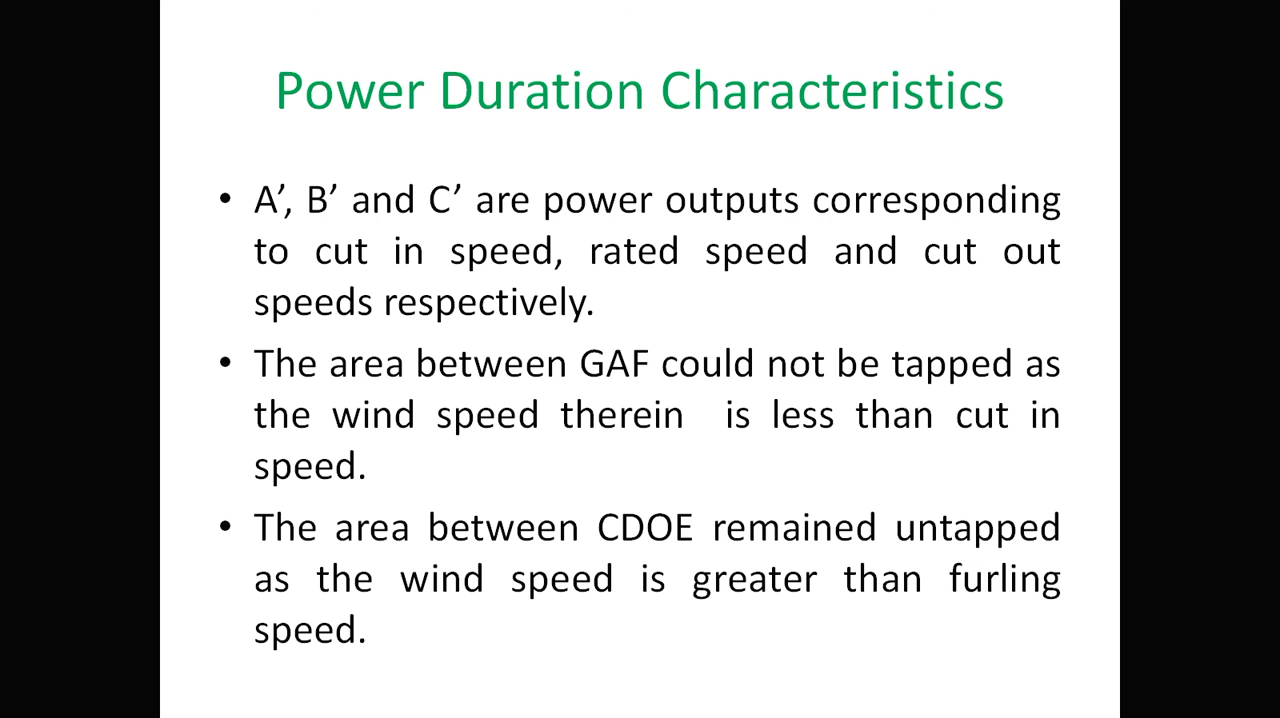 Power Duration Characteristics
• A’, B’ and C’ are power outputs corresponding
to cut in speed, rated speed and cut out
speeds respectively.
• The area between GAF could not be tapped as
the wind speed therein  is less than cut in
speed.
• The area between CDOE remained untapped
as the wind speed is greater than furling
speed.